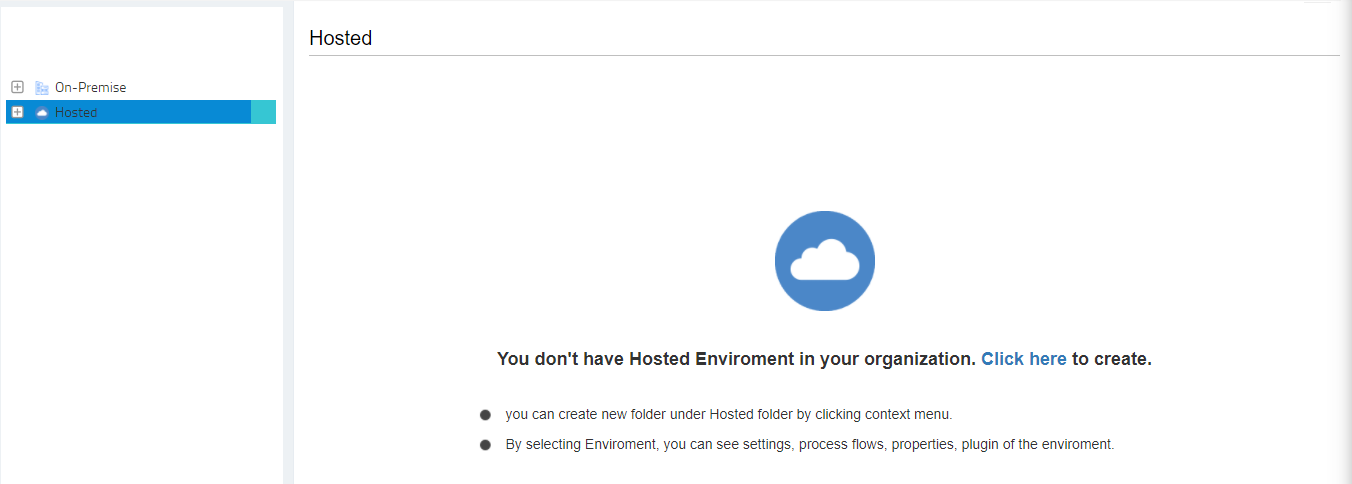 Hosted
On-Premise
Hosted
You don't have Hosted Enviroment in your organization. Click here to create.
you can create new folder under Hosted folder by clicking context menu.
By selecting Enviroment, you can see settings, process flows, properties, plugin of the enviroment.